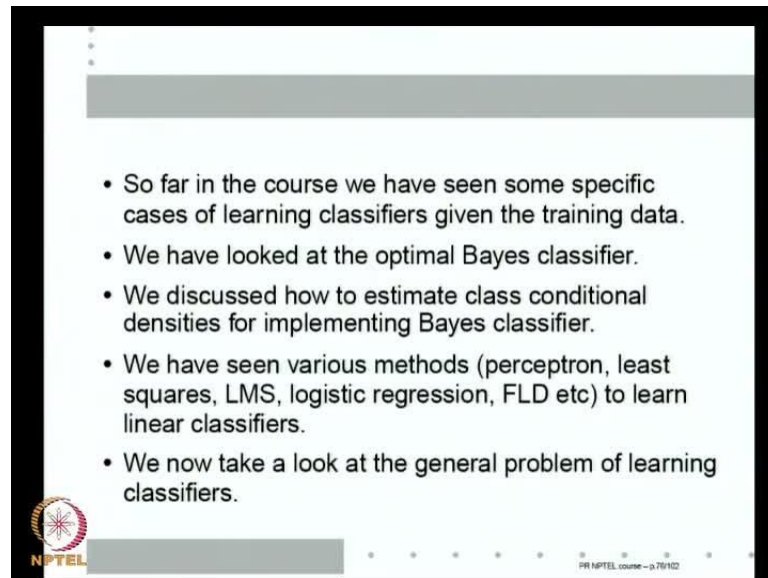 • So far in the course we have seen some specific
cases of learning classifiers given the training data.
• We have looked at the optimal Bayes classifier.
• We discussed how to estimate class conditional
densities for implementing Bayes classifier.
• We have seen various methods (perceptron, least
squares, LMS, logistic regression, FLD etc) to learn
linear classifiers.
• We now take a look at the general problem of learning
classifiers.
NPTEL
PR NPTEL course – p.76/102